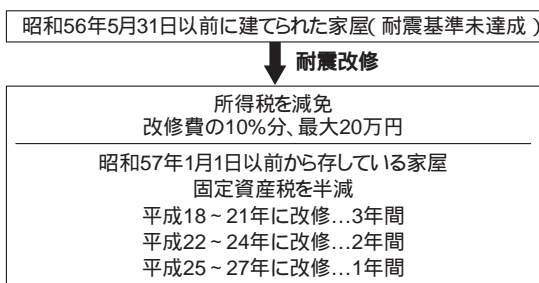 昭和56年5月31日以前に建てられた家屋(耐震基準未達成)
耐震改修
所得税を減免
改修費の10%分、最大20万円
昭和57年1月1日以前から存している家屋
固定資産税を半減
平成18~21年に改修…3年間
平成22~24年に改修…2年間
平成25~27年に改修…1年間